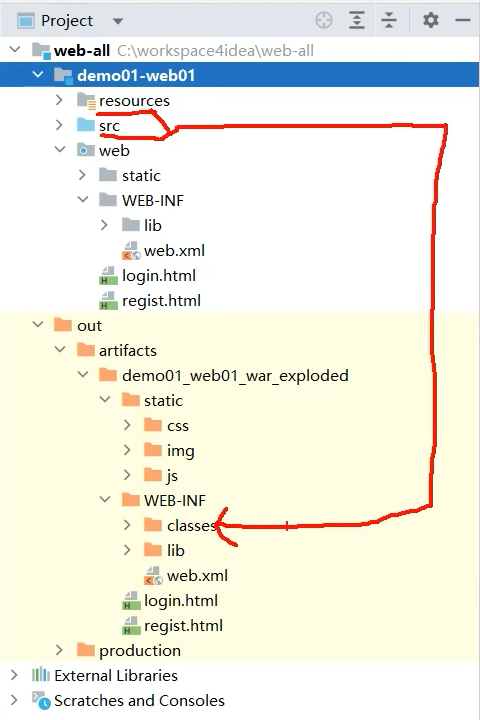 Project
web-all C:\workspace4idea\web-all
demo01-web01
resources
src
web
static
WEB-INF
lib
web.xml
login.html
regist.html
out
artifacts
demo01_web01_war_exploded
static
css
img
js
WEB-INF
classes
lib
web.xml
login.html
regist.html
production
External Libraries
Scratches and Consoles